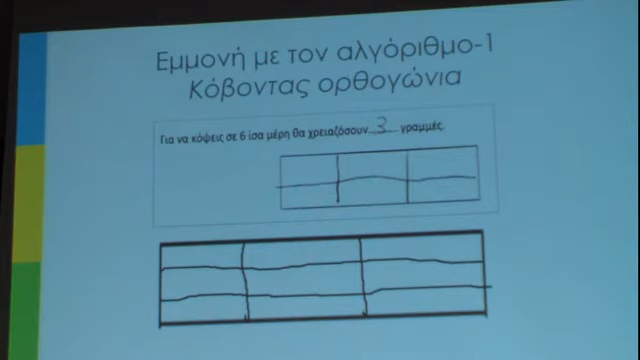 Εμμονή με τον αλγόριθμο-1
Κόβοντας ορθογώνια
Για να κόψεις σε 6 ίσα μέρη θα χρειαζόσουν 3 γραμμές.